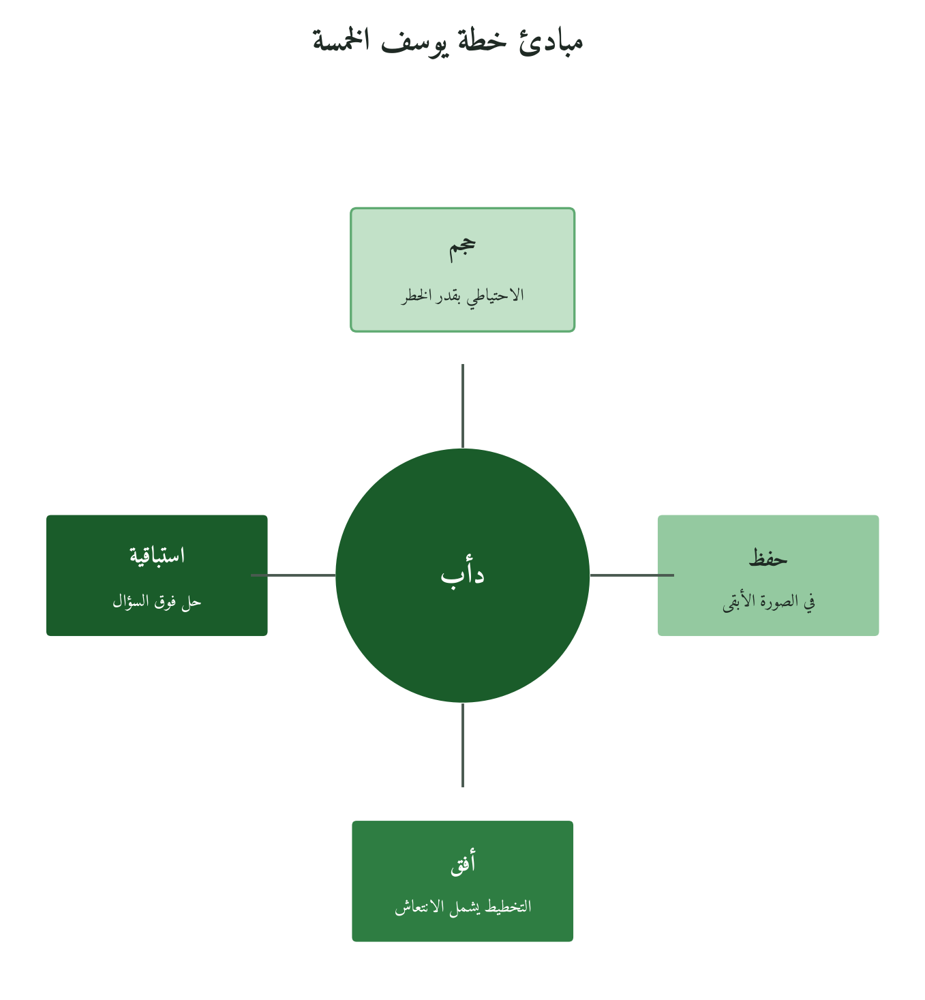 مبادئ خطة يوسف الخمسة
حجم
الاحتياطي بقدر الخطر
حفظ
في الصورة الأبقى
دأب
استباقية
حل فوق السؤال
أفق
التخطيط يشمل الانتعاش